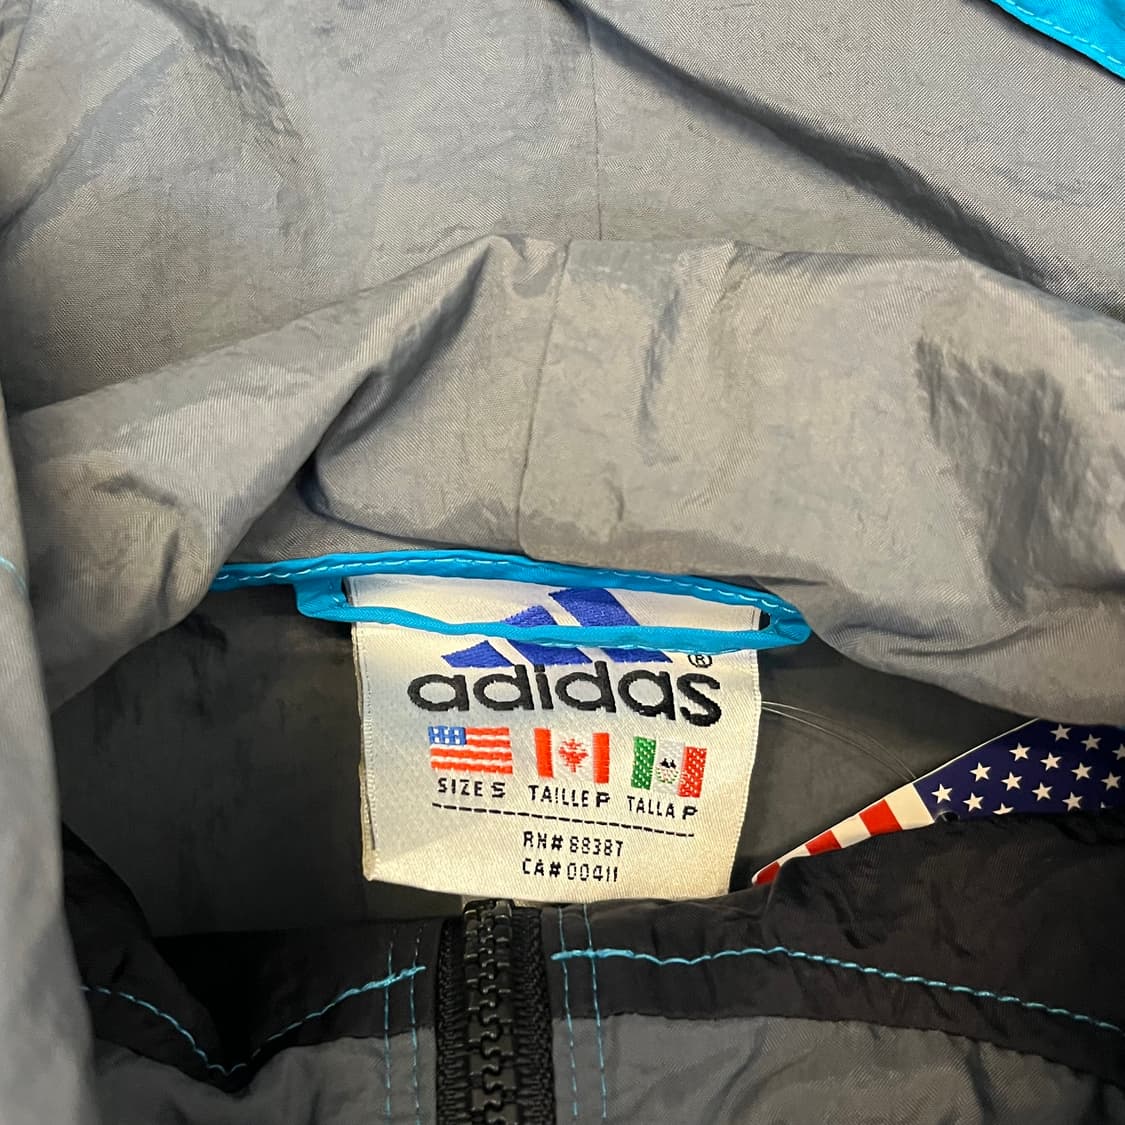 adidas®
SIZE S TAILLE P TALLA P
RN# 88387
CA# 00411